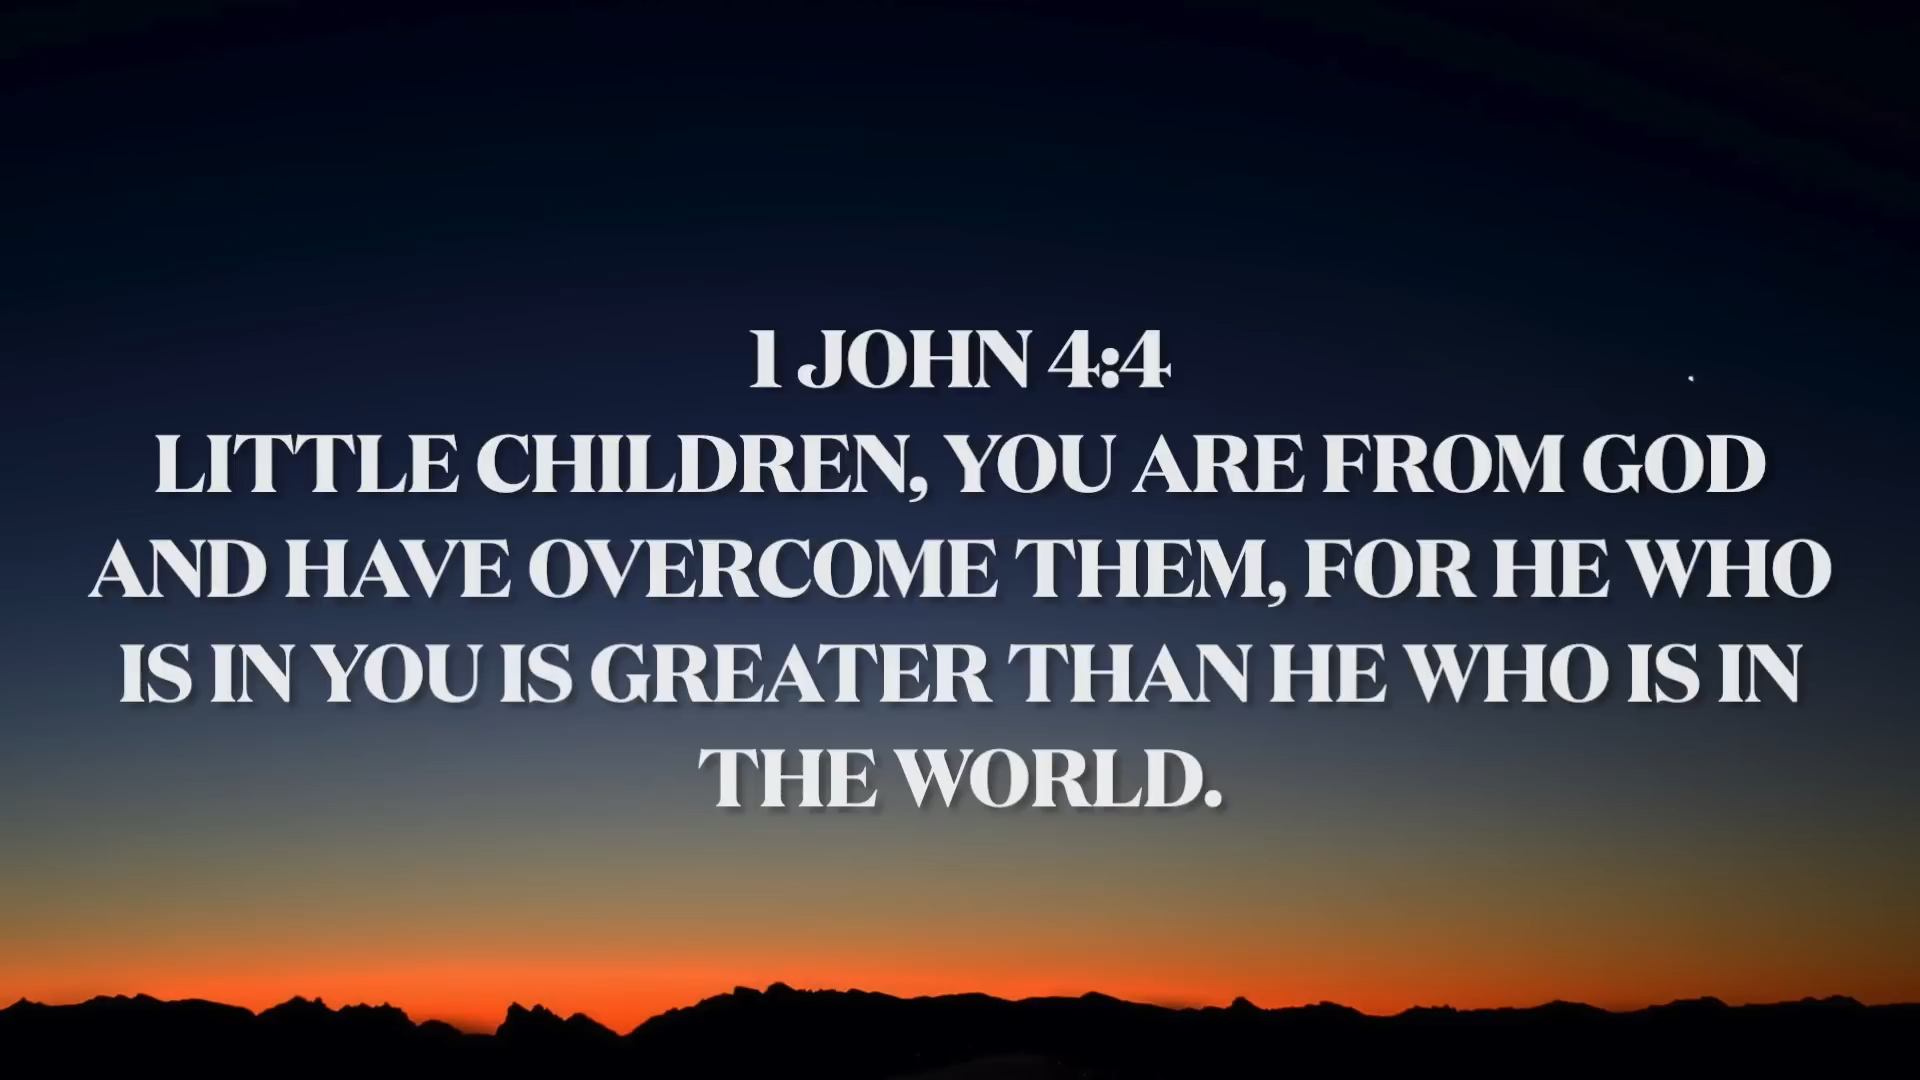 1 JOHN 4:4
LITTLE CHILDREN, YOU ARE FROM GOD
AND HAVE OVERCOME THEM, FOR HE WHO
IS IN YOU IS GREATER THAN HE WHO IS IN
THE WORLD.